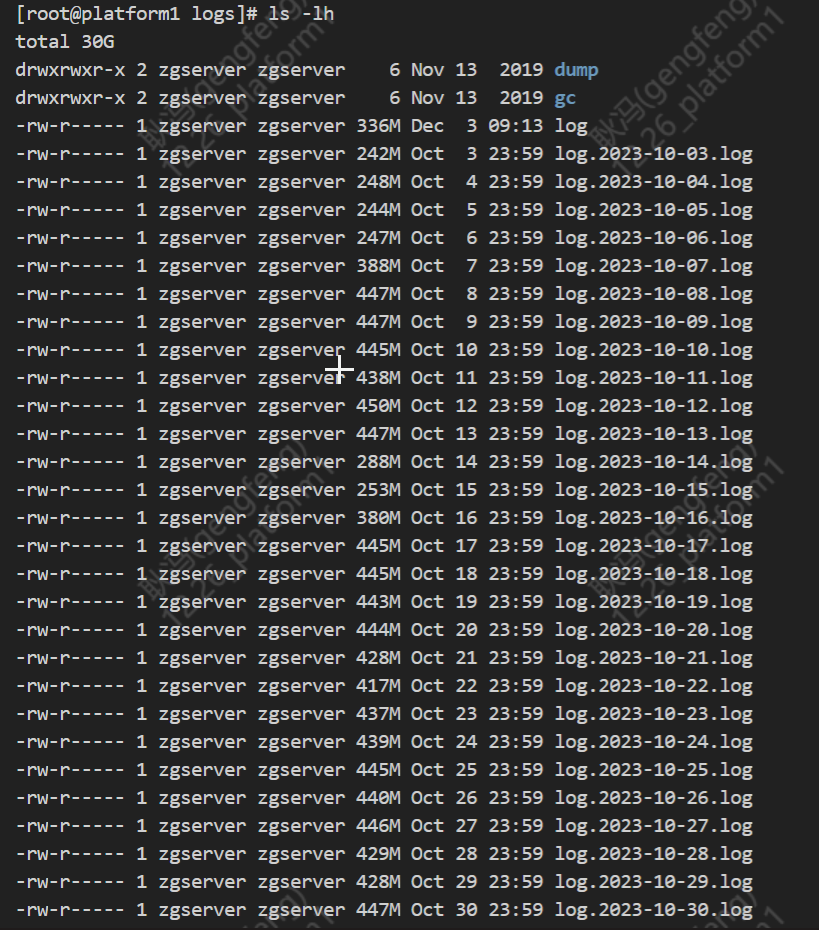 [root@platform1 logs]# ls -lh
total 30G
drwxrwxr-x 2 zgserver zgserver    6 Nov 13  2019 dump
drwxrwxr-x 2 zgserver zgserver    6 Nov 13  2019 gc
-rw-r----- 1 zgserver zgserver 336M Dec  3 09:13 log
-rw-r----- 1 zgserver zgserver 242M Oct  3 23:59 log.2023-10-03.log
-rw-r----- 1 zgserver zgserver 248M Oct  4 23:59 log.2023-10-04.log
-rw-r----- 1 zgserver zgserver 244M Oct  5 23:59 log.2023-10-05.log
-rw-r----- 1 zgserver zgserver 247M Oct  6 23:59 log.2023-10-06.log
-rw-r----- 1 zgserver zgserver 388M Oct  7 23:59 log.2023-10-07.log
-rw-r----- 1 zgserver zgserver 447M Oct  8 23:59 log.2023-10-08.log
-rw-r----- 1 zgserver zgserver 447M Oct  9 23:59 log.2023-10-09.log
-rw-r----- 1 zgserver zgserver 445M Oct 10 23:59 log.2023-10-10.log
-rw-r----- 1 zgserver zgserver 438M Oct 11 23:59 log.2023-10-11.log
-rw-r----- 1 zgserver zgserver 450M Oct 12 23:59 log.2023-10-12.log
-rw-r----- 1 zgserver zgserver 447M Oct 13 23:59 log.2023-10-13.log
-rw-r----- 1 zgserver zgserver 288M Oct 14 23:59 log.2023-10-14.log
-rw-r----- 1 zgserver zgserver 253M Oct 15 23:59 log.2023-10-15.log
-rw-r----- 1 zgserver zgserver 380M Oct 16 23:59 log.2023-10-16.log
-rw-r----- 1 zgserver zgserver 445M Oct 17 23:59 log.2023-10-17.log
-rw-r----- 1 zgserver zgserver 445M Oct 18 23:59 log.2023-10-18.log
-rw-r----- 1 zgserver zgserver 443M Oct 19 23:59 log.2023-10-19.log
-rw-r----- 1 zgserver zgserver 444M Oct 20 23:59 log.2023-10-20.log
-rw-r----- 1 zgserver zgserver 428M Oct 21 23:59 log.2023-10-21.log
-rw-r----- 1 zgserver zgserver 417M Oct 22 23:59 log.2023-10-22.log
-rw-r----- 1 zgserver zgserver 437M Oct 23 23:59 log.2023-10-23.log
-rw-r----- 1 zgserver zgserver 439M Oct 24 23:59 log.2023-10-24.log
-rw-r----- 1 zgserver zgserver 445M Oct 25 23:59 log.2023-10-25.log
-rw-r----- 1 zgserver zgserver 440M Oct 26 23:59 log.2023-10-26.log
-rw-r----- 1 zgserver zgserver 446M Oct 27 23:59 log.2023-10-27.log
-rw-r----- 1 zgserver zgserver 429M Oct 28 23:59 log.2023-10-28.log
-rw-r----- 1 zgserver zgserver 428M Oct 29 23:59 log.2023-10-29.log
-rw-r----- 1 zgserver zgserver 447M Oct 30 23:59 log.2023-10-30.log
耿冯(gengfeng)
12.26_platform1
耿冯(gengfeng)
12.26_platform1
耿冯(gengfeng)
12.26_platform1
耿冯(gengfeng)
12.26_platform1